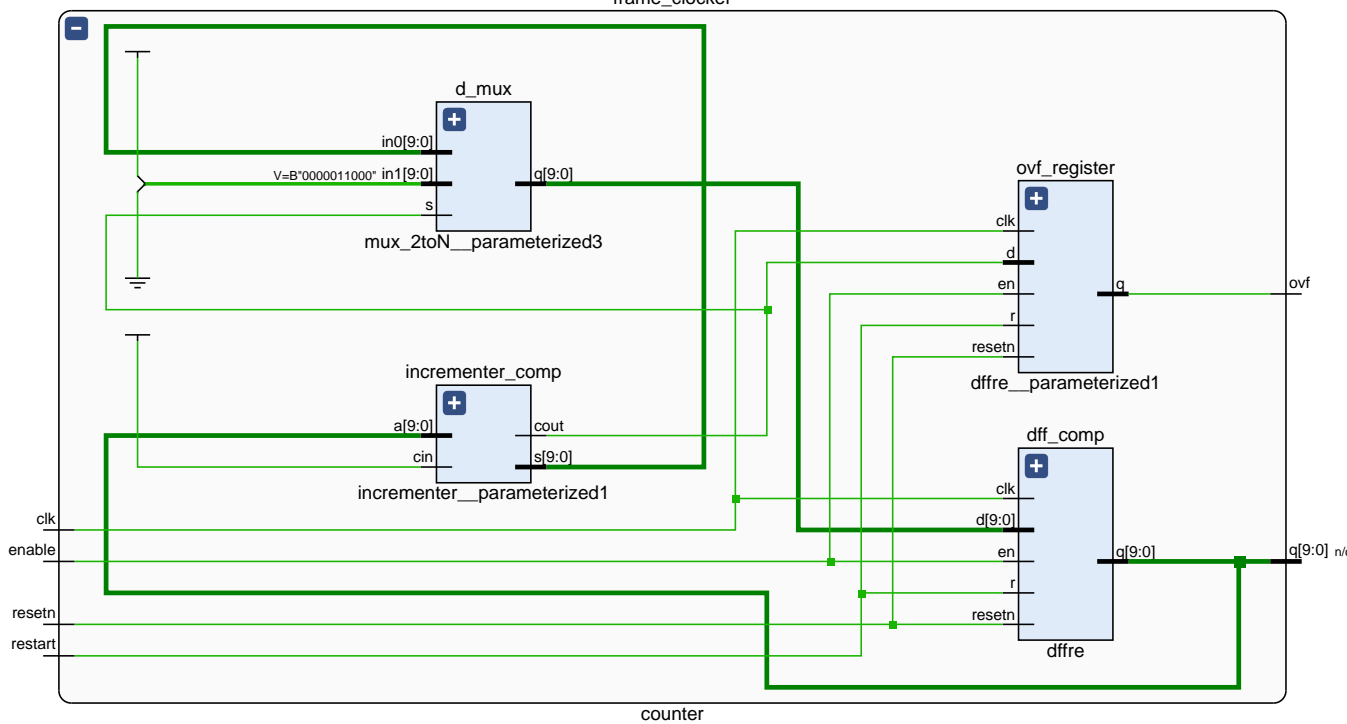 frame_clocker
d_mux
in0[9:0]
V=B"0000011000" in1[9:0]
q[9:0]
s
mux_2toN__parameterized3
ovf_register
clk
d
en
q
ovf
r
resetn
dffre__parameterized1
incrementer_comp
a[9:0]
cout
cin
s[9:0]
incrementer__parameterized1
dff_comp
clk
d[9:0]
en
q[9:0]
r
resetn
dffre
clk
enable
resetn
restart
q[9:0]
counter